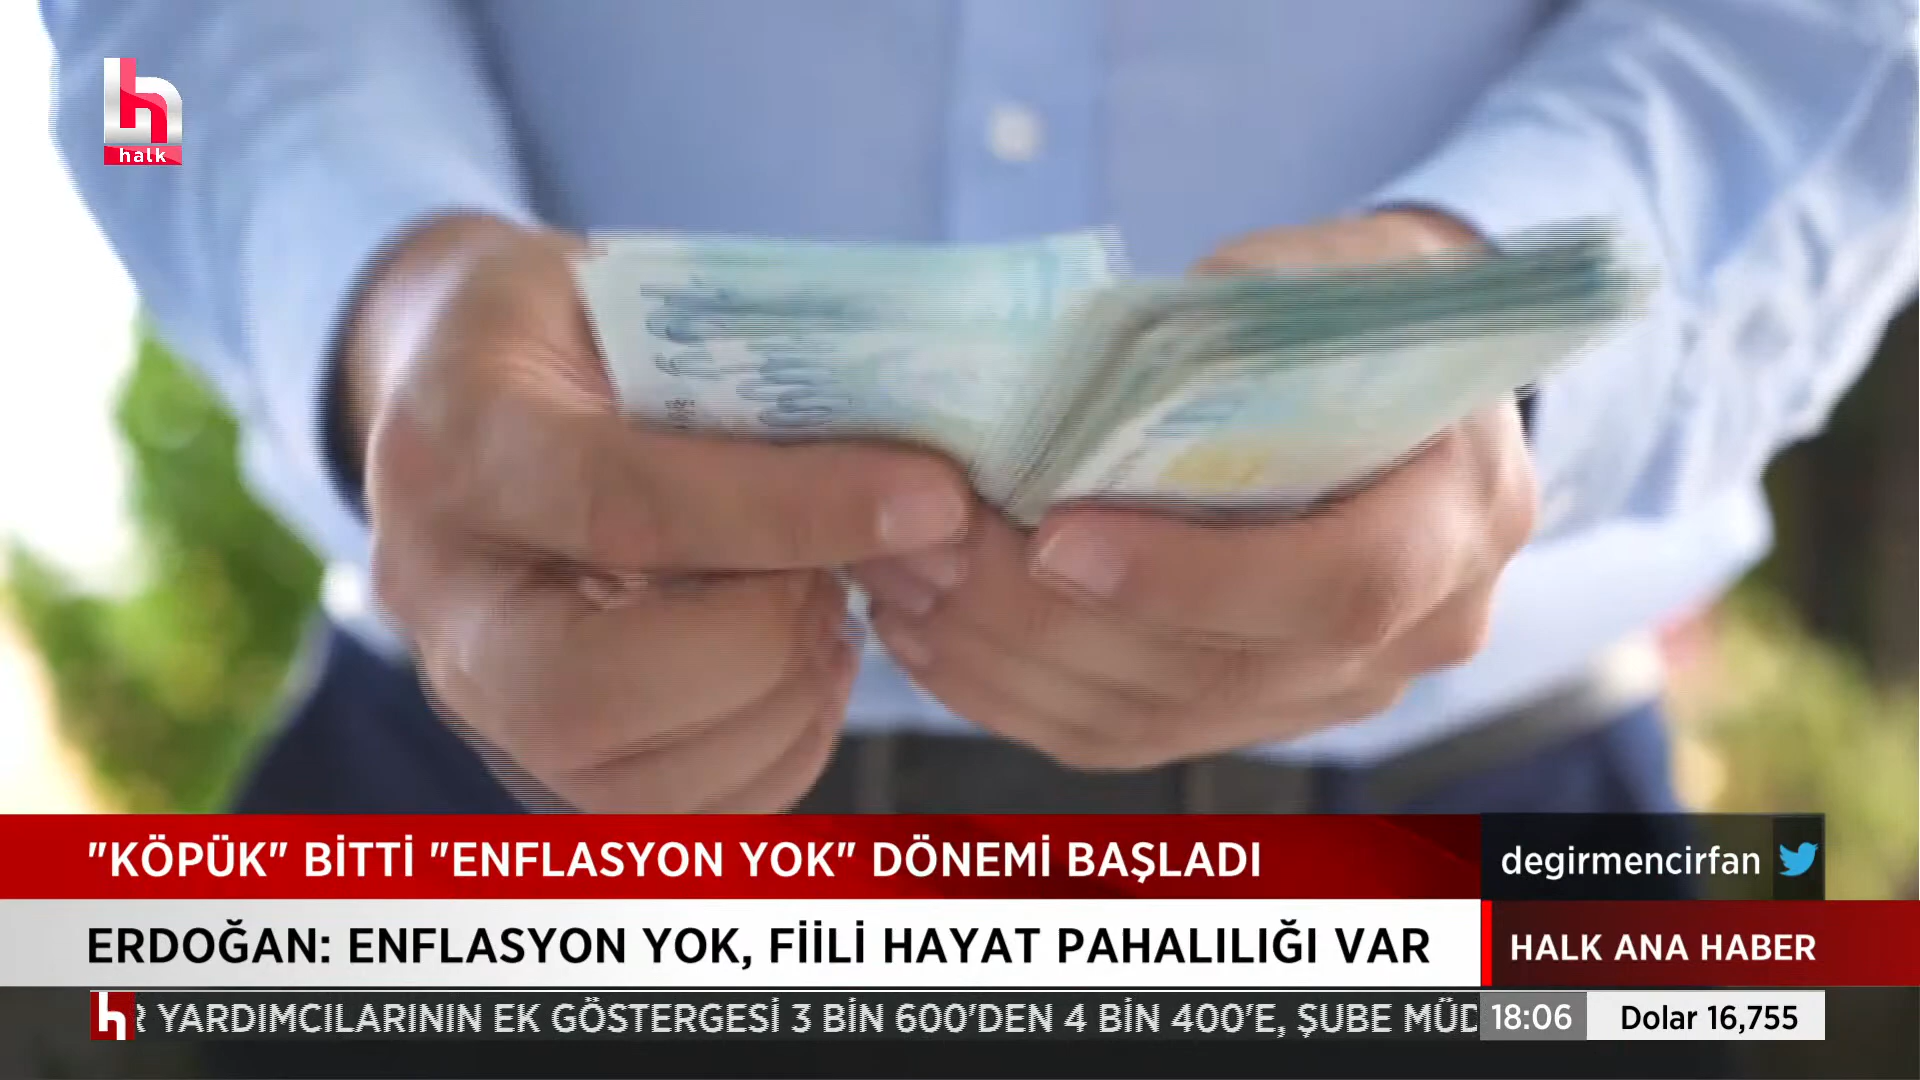 halk
"KÖPÜK" BİTTİ "ENFLASYON YOK" DÖNEMİ BAŞLADI
degirmencirfan
ERDOĞAN: ENFLASYON YOK, FİİLİ HAYAT PAHALILIĞI VAR
HALK ANA HABER
R YARDIMCILARININ EK GÖSTERGESİ 3 BİN 600'DEN 4 BİN 400'E, ŞUBE MÜD
18:06
Dolar 16,755